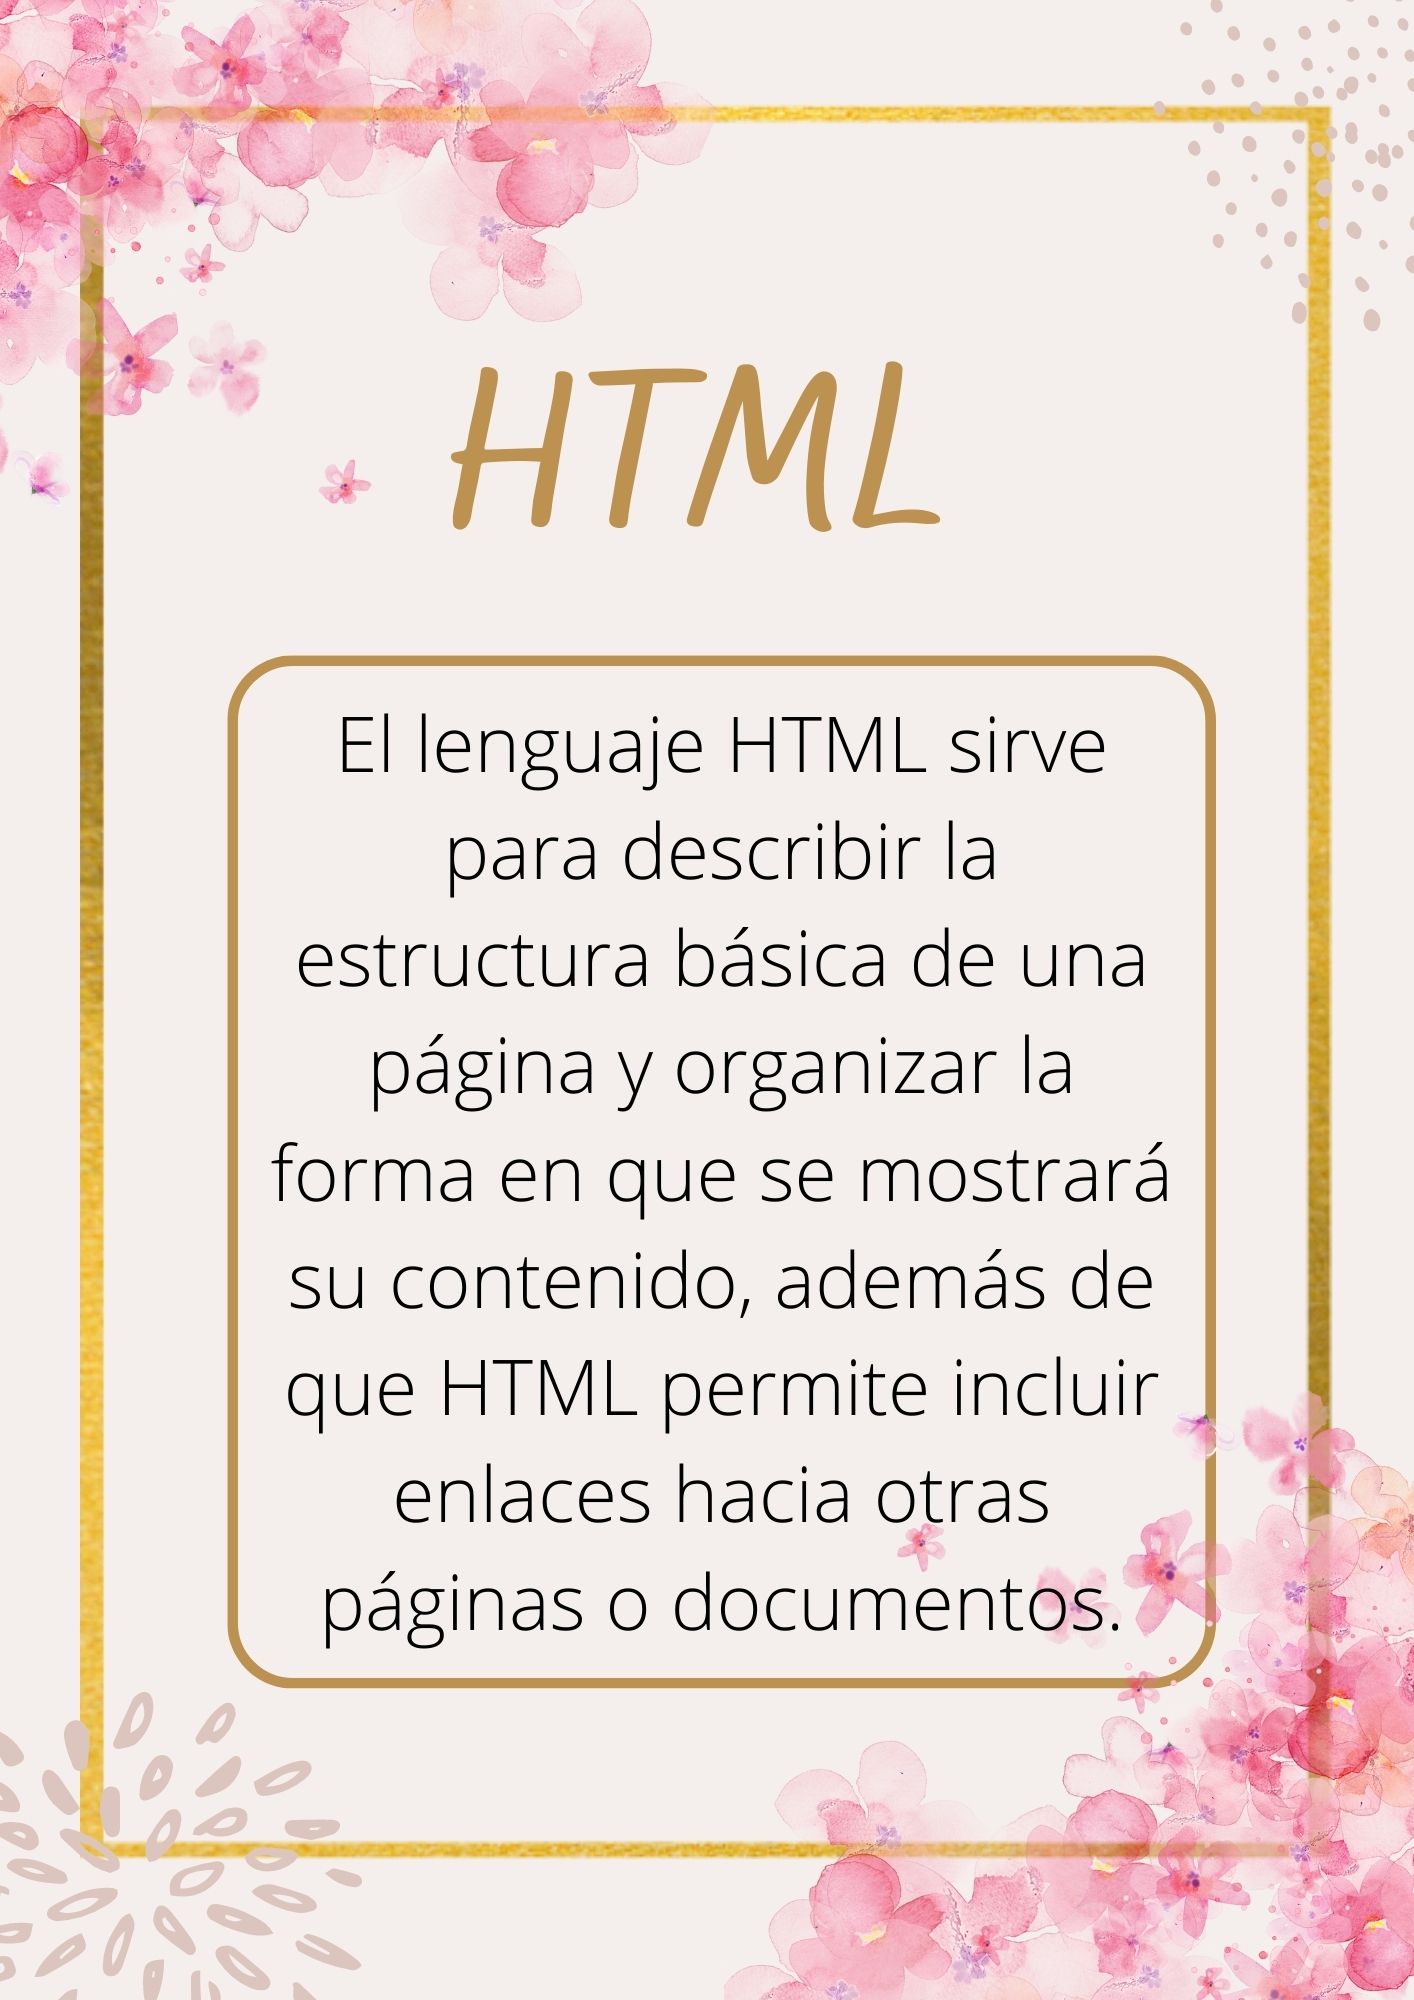 HTML
El lenguaje HTML sirve
para describir la
estructura básica de una
página y organizar la
forma en que se mostrará
su contenido, además de
que HTML permite incluir
enlaces hacia otras
páginas o documentos.